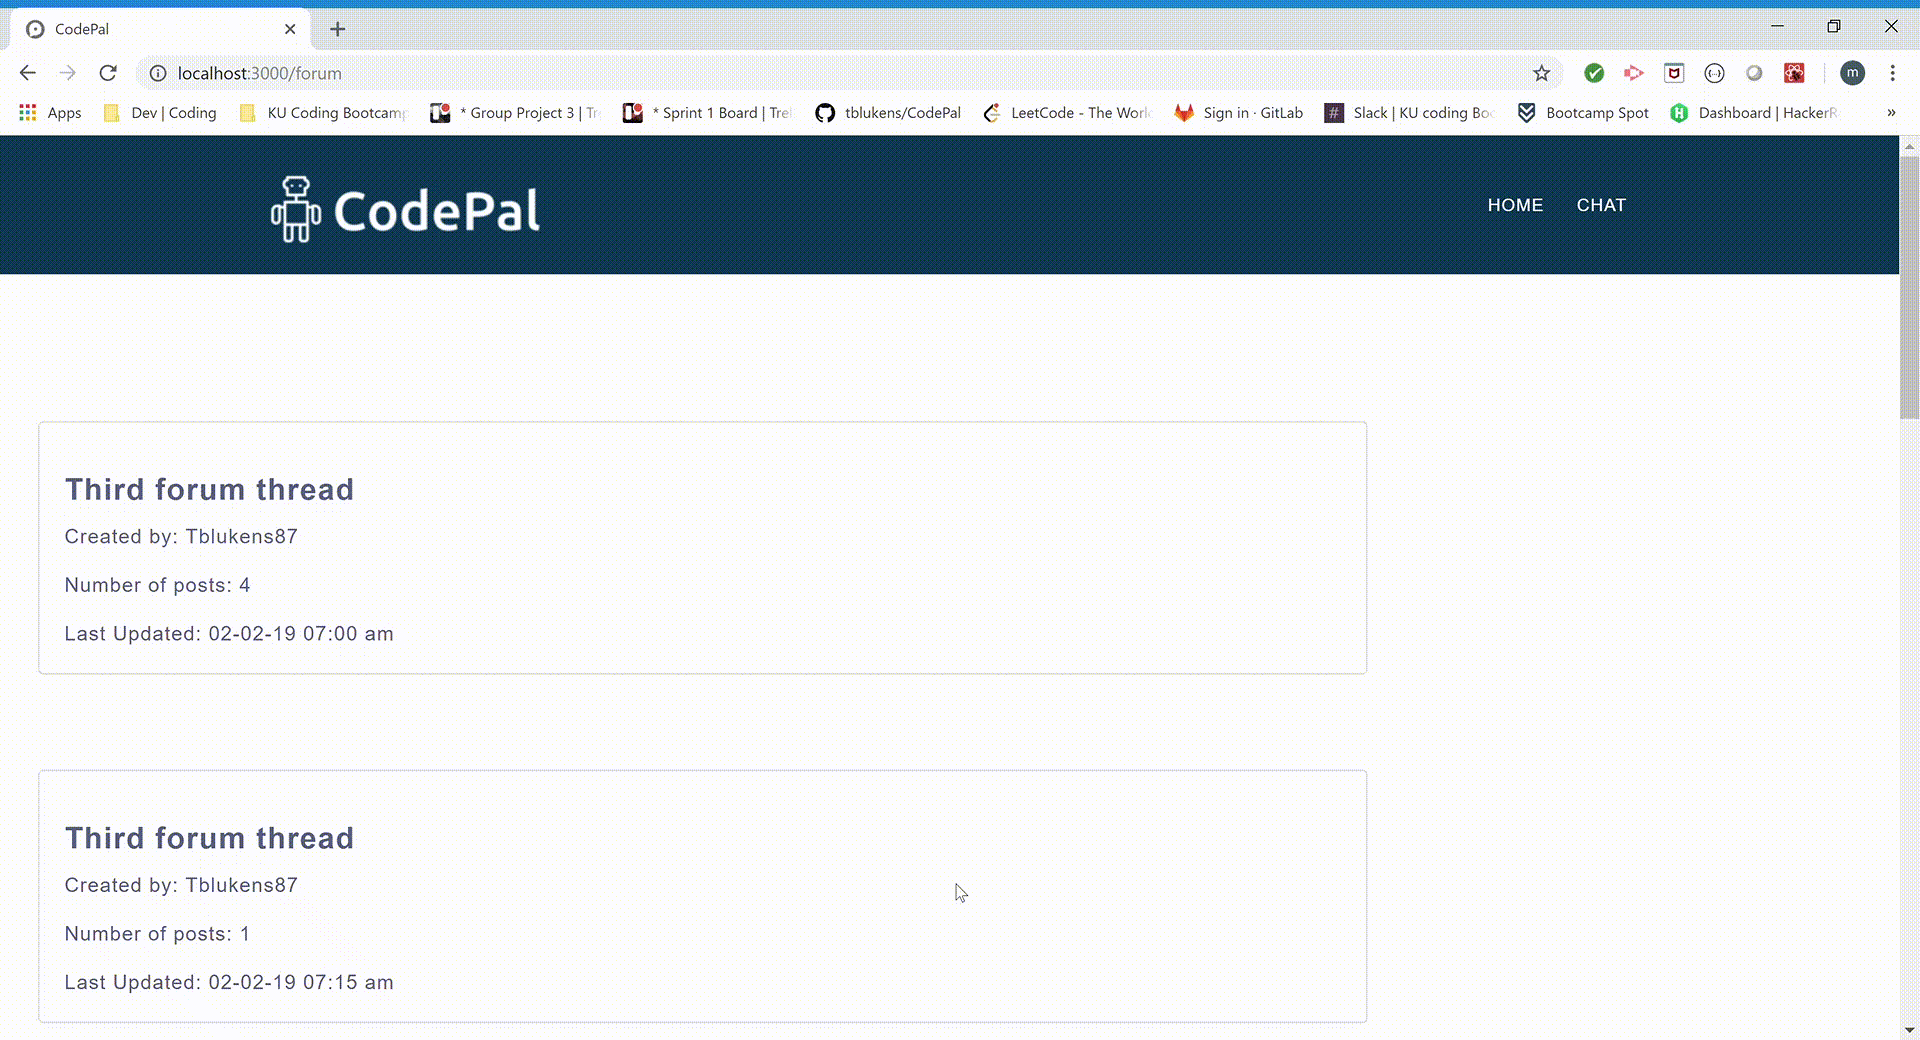 CodePal
localhost:3000/forum
m
Apps Dev | Coding KU Coding Bootcamp * Group Project 3 | Tr * Sprint 1 Board | Trel tblukens/CodePal LeetCode - The Worl Sign in · GitLab # Slack | KU coding Boo Bootcamp Spot H Dashboard | HackerR »
CodePal HOME CHAT
Third forum thread
Created by: Tblukens87
Number of posts: 4
Last Updated: 02-02-19 07:00 am
Third forum thread
Created by: Tblukens87
Number of posts: 1
Last Updated: 02-02-19 07:15 am